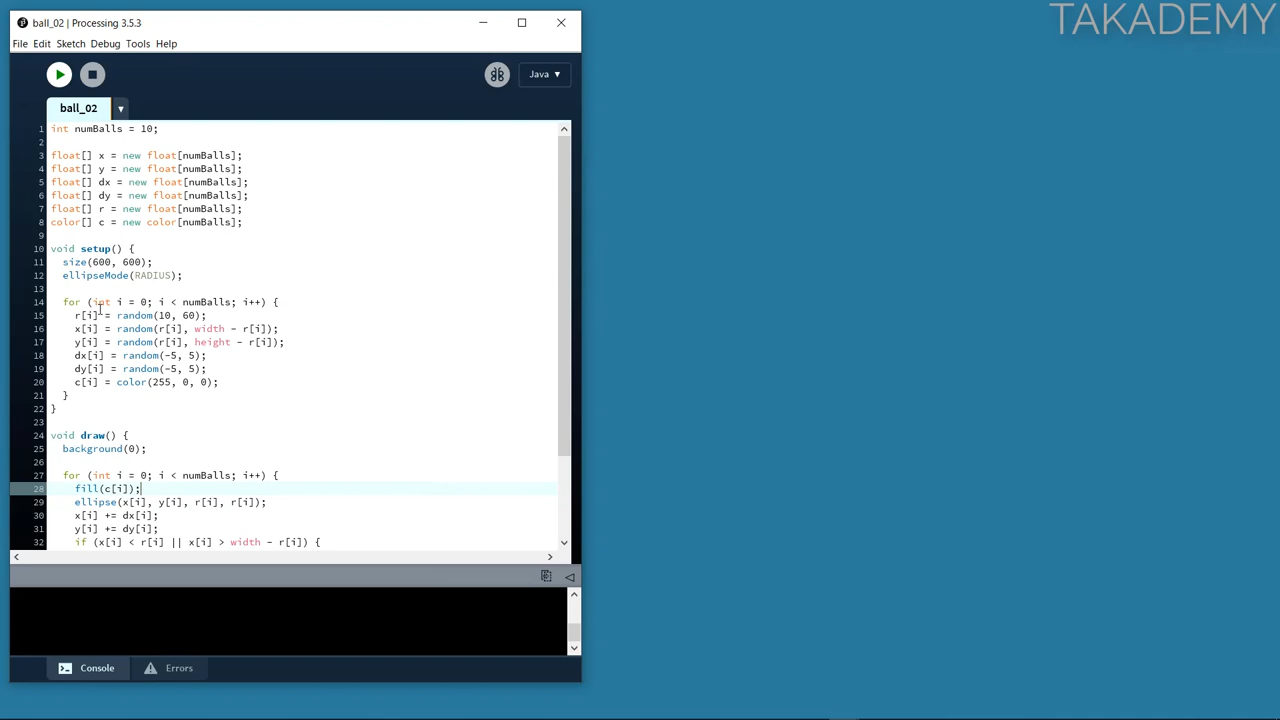 TAKADEMY
ball_02 | Processing 3.5.3
File Edit Sketch Debug Tools Help
Java ▼
ball_02 ▼
1 int numBalls = 10;
2
3 float[] x = new float[numBalls];
4 float[] y = new float[numBalls];
5 float[] dx = new float[numBalls];
6 float[] dy = new float[numBalls];
7 float[] r = new float[numBalls];
8 color[] c = new color[numBalls];
9
10 void setup() {
11   size(600, 600);
12   ellipseMode(RADIUS);
13
14   for (int i = 0; i < numBalls; i++) {
15     r[i] = random(10, 60);
16     x[i] = random(r[i], width - r[i]);
17     y[i] = random(r[i], height - r[i]);
18     dx[i] = random(-5, 5);
19     dy[i] = random(-5, 5);
20     c[i] = color(255, 0, 0);
21   }
22 }
23
24 void draw() {
25   background(0);
26
27   for (int i = 0; i < numBalls; i++) {
28     fill(c[i]);
29     ellipse(x[i], y[i], r[i], r[i]);
30     x[i] += dx[i];
31     y[i] += dy[i];
32     if (x[i] < r[i] || x[i] > width - r[i]) {
Console Errors